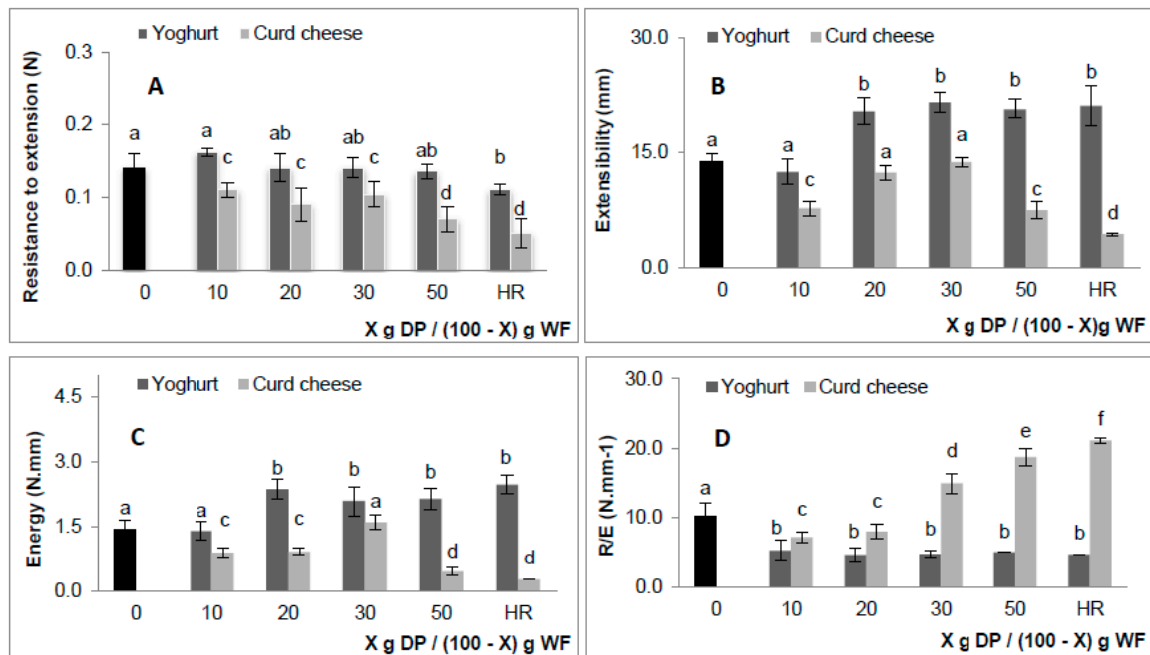 Yoghurt Curd cheese
A
Resistance to extension (N)
0.3
0.2
0.1
0.0
a a c ab c ab c ab d b d
0 10 20 30 50 HR
X g DP / (100 - X) g WF
Yoghurt Curd cheese
B
Extensibility (mm)
30.0
15.0
0.0
a a c b a b a b c b d
0 10 20 30 50 HR
X g DP / (100 - X)g WF
Yoghurt Curd cheese
C
Energy (N.mm)
4.5
3.0
1.5
0.0
a a c b c b a b d b d
0 10 20 30 50 HR
X g DP / (100 - X) g WF
Yoghurt Curd cheese
D
R/E (N.mm-1)
30.0
20.0
10.0
0.0
a b c b c b d b e b f
0 10 20 30 50 HR
X g DP / (100 - X) g WF